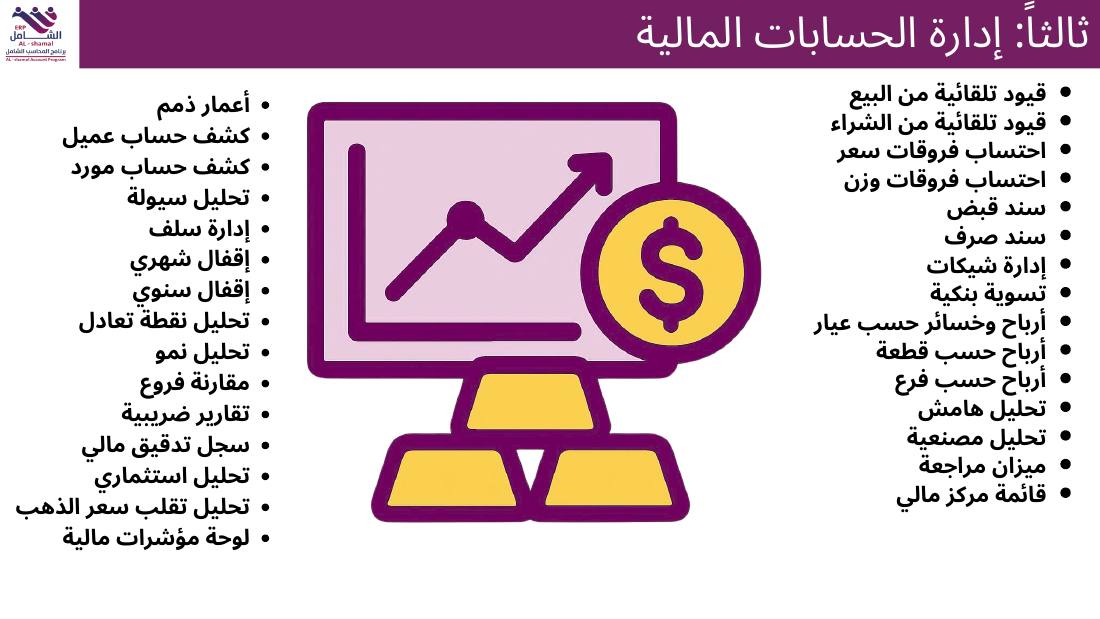 ثالثاً: إدارة الحسابات المالية
ERP
الشامل
AL - shamal
برنامج المحاسب الشامل
AL - shamel Account Program
قيود تلقائية من البيع
قيود تلقائية من الشراء
احتساب فروقات سعر
احتساب فروقات وزن
سند قبض
سند صرف
إدارة شيكات
تسوية بنكية
أرباح وخسائر حسب عيار
أرباح حسب قطعة
أرباح حسب فرع
تحليل هامش
تحليل مصنعية
ميزان مراجعة
قائمة مركز مالي
أعمار ذمم
كشف حساب عميل
كشف حساب مورد
تحليل سيولة
إدارة سلف
إقفال شهري
إقفال سنوي
تحليل نقطة تعادل
تحليل نمو
مقارنة فروع
تقارير ضريبية
سجل تدقيق مالي
تحليل استثماري
تحليل تقلب سعر الذهب
لوحة مؤشرات مالية
$